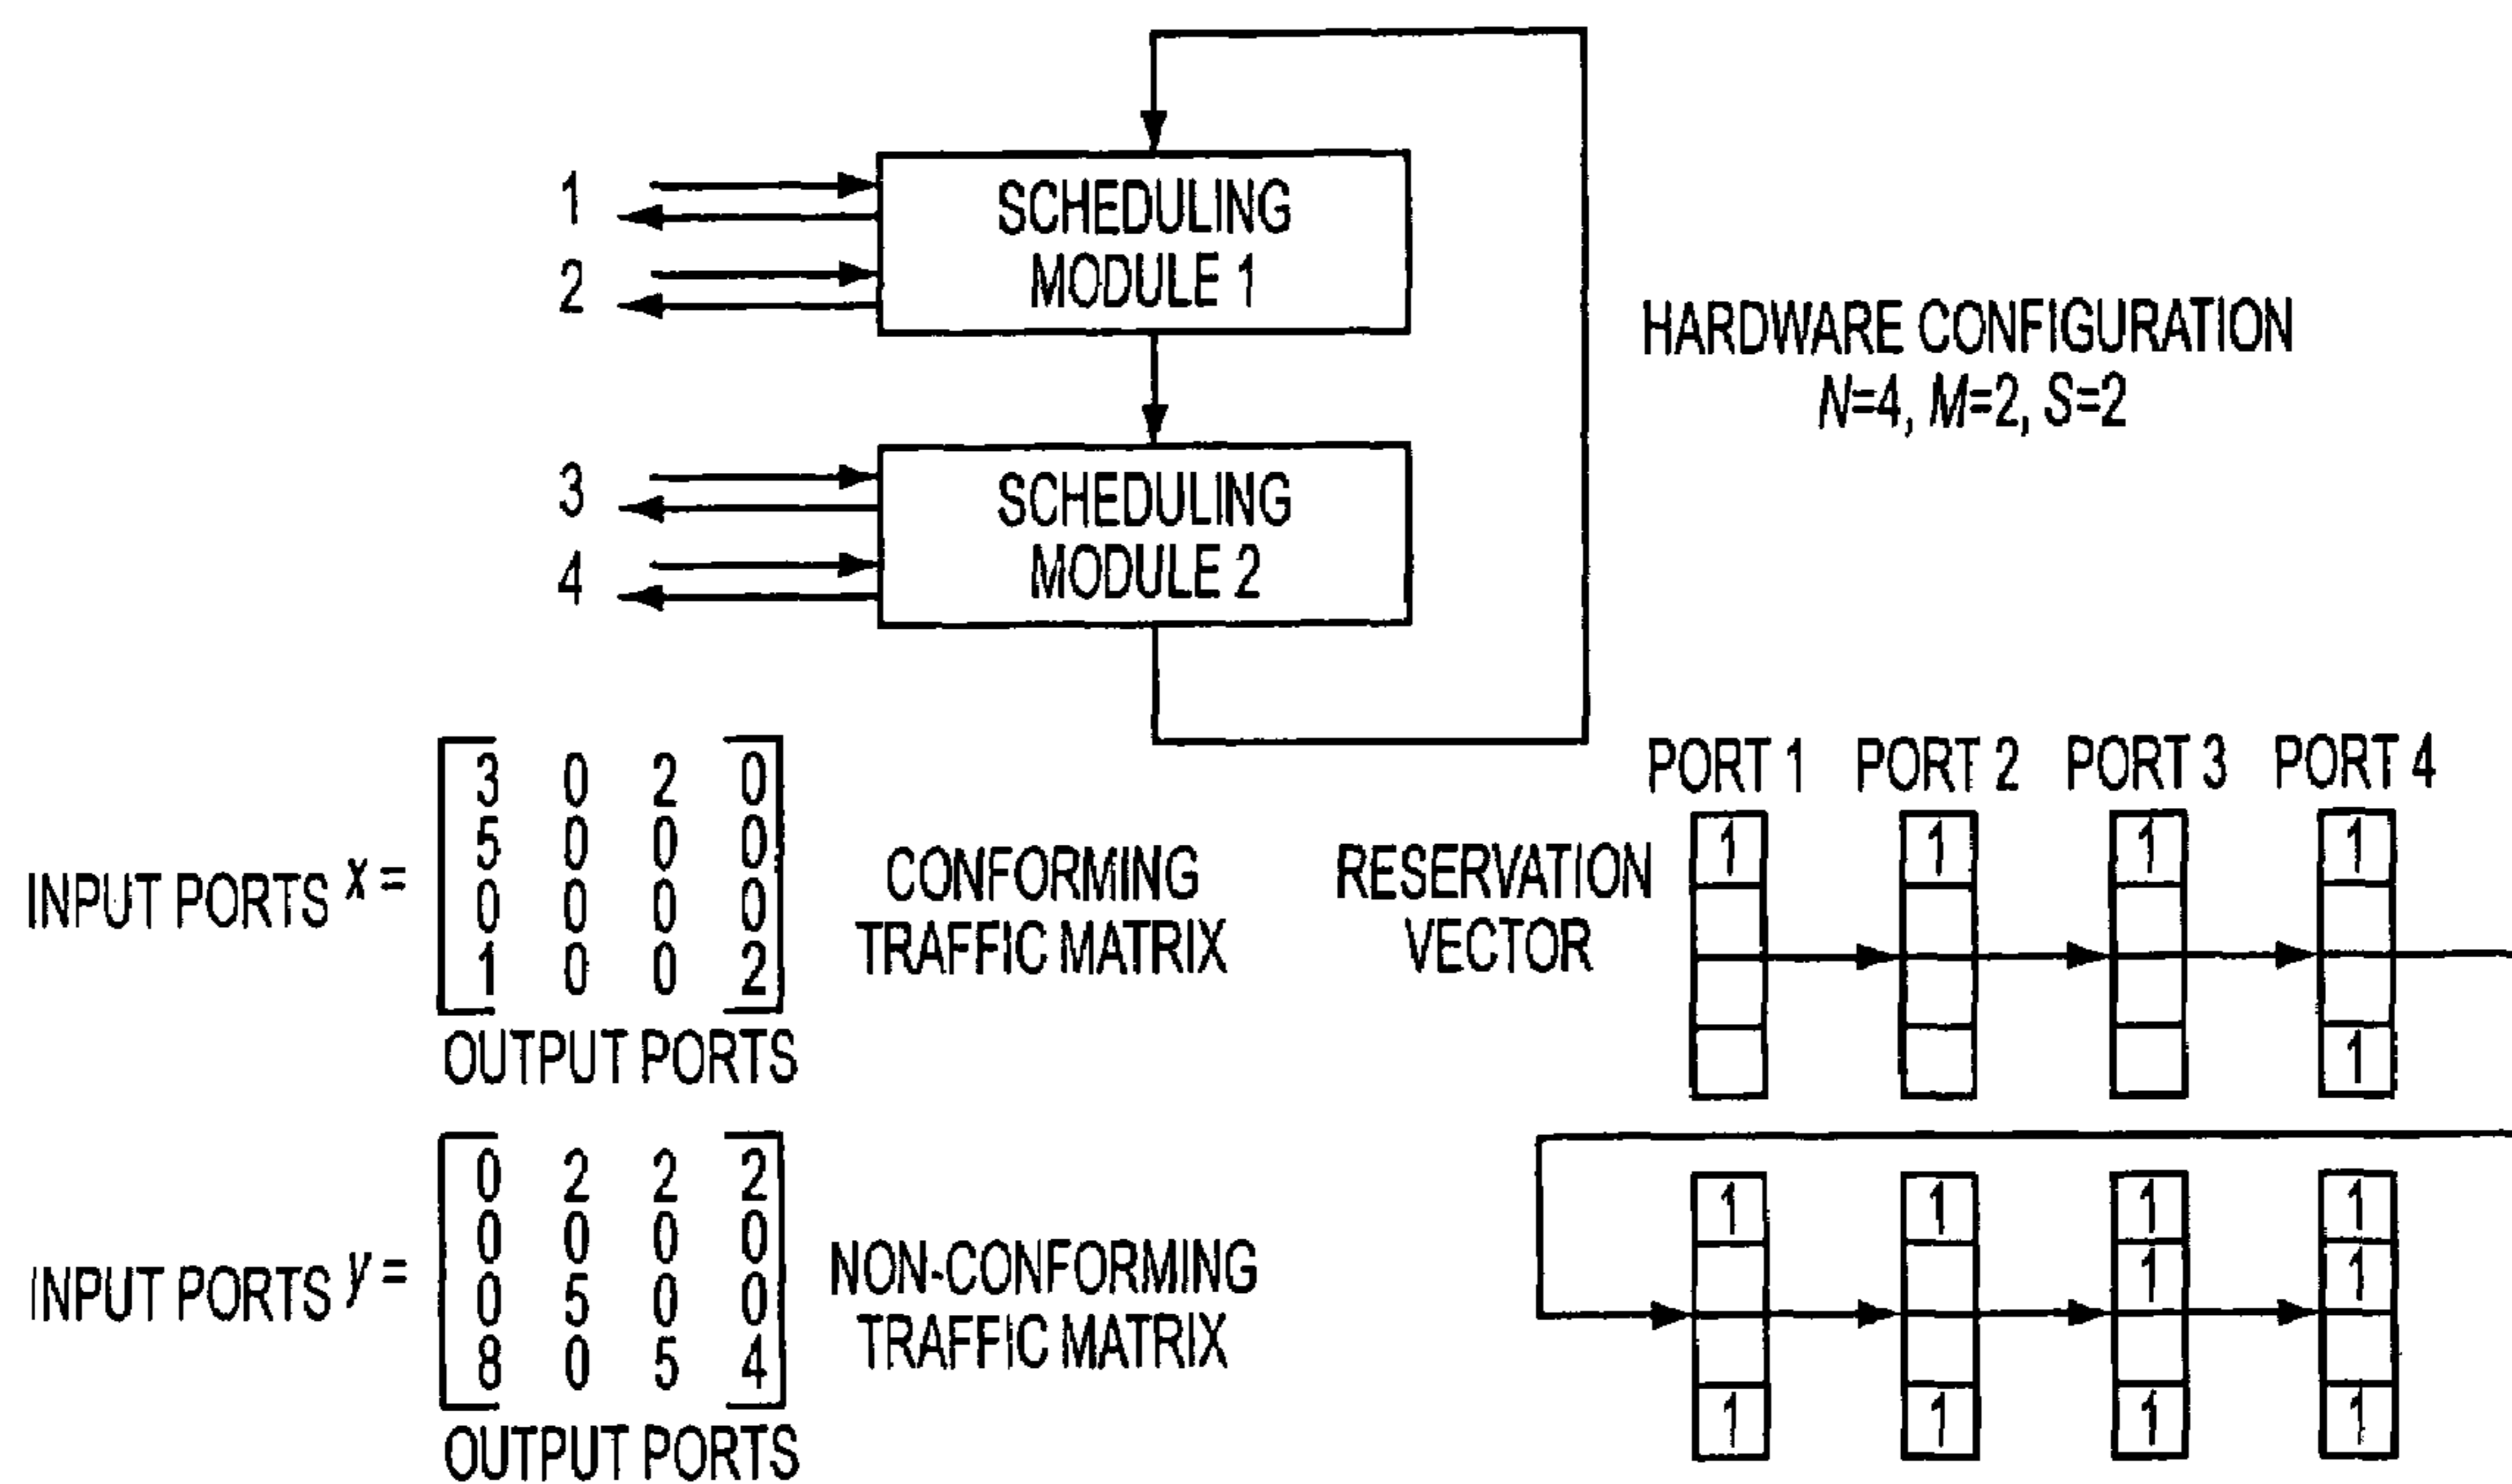 1
2
SCHEDULING
MODULE 1
3
4
SCHEDULING
MODULE 2
HARDWARE CONFIGURATION
N=4, M=2, S=2
INPUT PORTS x =
3 0 2 0
5 0 0 0
0 0 0 0
1 0 0 2
OUTPUT PORTS
CONFORMING
TRAFFIC MATRIX
INPUT PORTS y =
0 2 2 2
0 0 0 0
0 5 0 0
8 0 5 4
OUTPUT PORTS
NON-CONFORMING
TRAFFIC MATRIX
RESERVATION
VECTOR
PORT 1 PORT 2 PORT 3 PORT 4
1 1 1 1
1
1 1 1 1
1 1
1 1 1 1